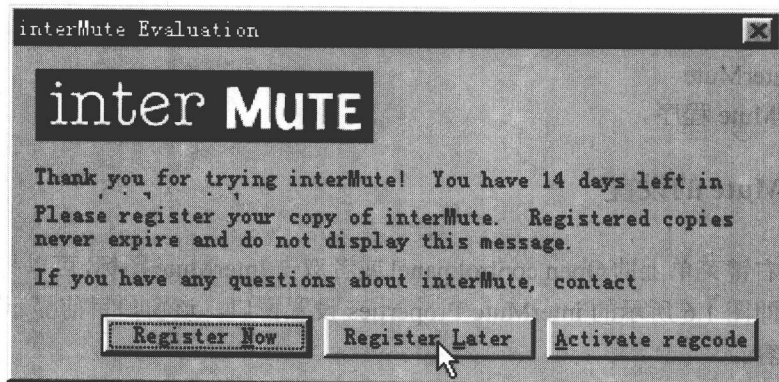 interMute Evaluation
inter MUTE
Thank you for trying interMute! You have 14 days left in
Please register your copy of interMute. Registered copies
never expire and do not display this message.
If you have any questions about interMute, contact
Register Now
Register Later
Activate regcode